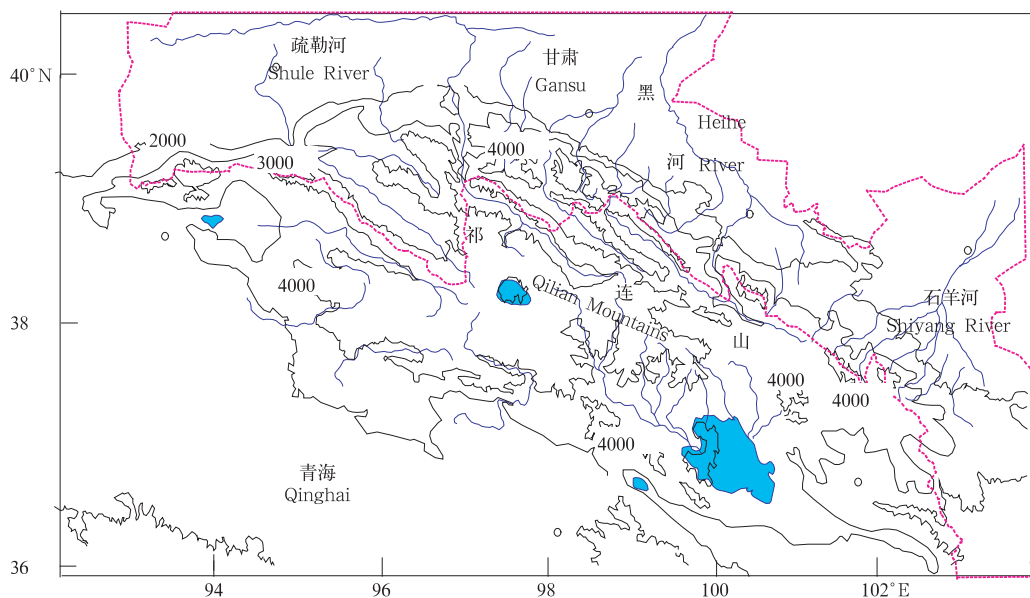 疏勒河
Shule River
甘肃
Gansu
40°N
黑
Heihe
2000
3000
4000
河
River
祁
4000
连
Qilian Mountains
石羊河
Shiyang River
38
山
4000
4000
4000
青海
Qinghai
36
94
96
98
100
102°E